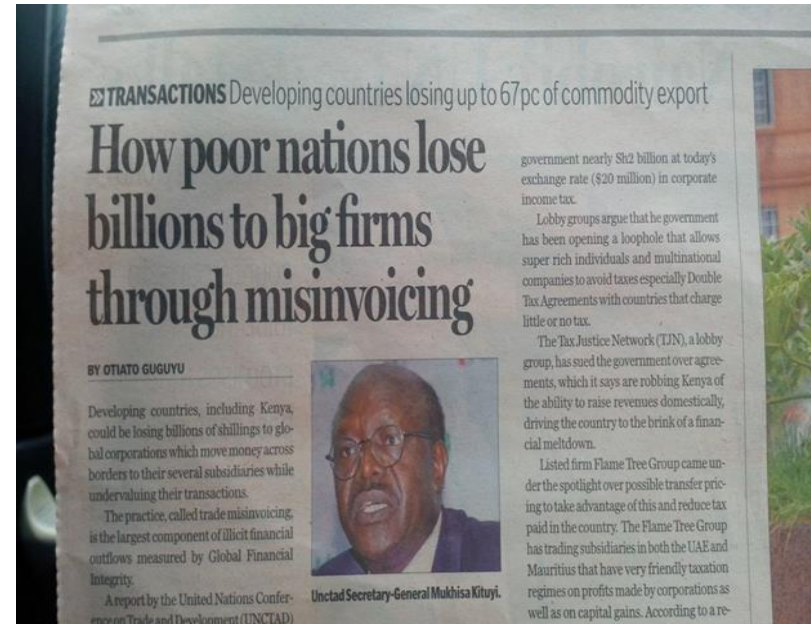 TRANSACTIONS Developing countries losing up to 67pc of commodity export
How poor nations lose
billions to big firms
through misinvoicing
BY OTIATO GUGUYU
Developing countries, including Kenya,
could be losing billions of shillings to glo-
bal corporations which move money across
borders to their several subsidiaries while
undervaluing their transactions.
The practice, called trade misinvoicing,
is the largest component of illicit financial
outflows measured by Global Financial
Integrity.
A report by the United Nations Confer-
ence on Trade and Development (UNCTAD)
Unctad Secretary-General Mukhisa Kituyi.
government nearly Sh2 billion at today's
exchange rate ($20 million) in corporate
income tax.
Lobby groups argue that he government
has been opening a loophole that allows
super rich individuals and multinational
companies to avoid taxes especially Double
Tax Agreements with countries that charge
little or no tax.
The Tax Justice Network (TJN), a lobby
group, has sued the government over agree-
ments, which it says are robbing Kenya of
the ability to raise revenues domestically,
driving the country to the brink of a finan-
cial meltdown.
Listed firm Flame Tree Group came un-
der the spotlight over possible transfer pric-
ing to take advantage of this and reduce tax
paid in the country. The Flame Tree Group
has trading subsidiaries in both the UAE and
Mauritius that have very friendly taxation
regimes on profits made by corporations as
well as on capital gains. According to a re-